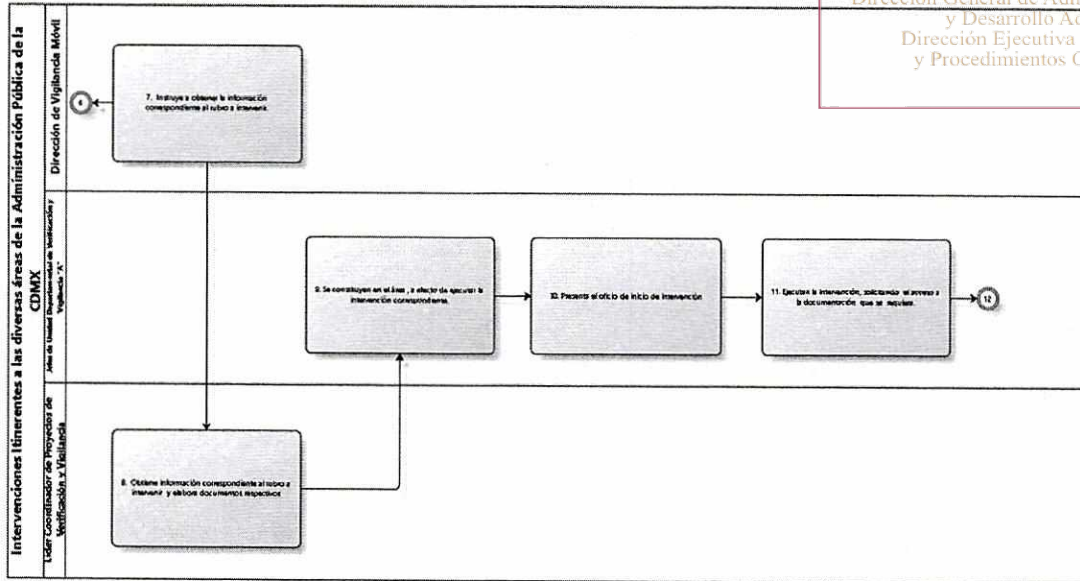 Dirección General de Adm
y Desarrollo Ad
Dirección Ejecutiva
y Procedimientos O
Intervenciones Itinerentes a las diversas áreas de la Administración Pública de la
CDMX
Dirección de Vigilancia Móvil
6
7. Instruye a obtener la información
correspondiente al rubro a intervenir.
Jefes de Unidad Departamental de Verificación y
Vigilancia "A"
9. Se constituyen en el área , a efecto de ejecutar la
intervención correspondiente.
10. Presenta el oficio de inicio de intervención
11. Ejecutan la intervención, solicitando el acceso a
la documentación que se requiera.
12
Líder Coordinador de Proyectos de
Verificación y Vigilancia
8. Obtiene información correspondiente al rubro a
intervenir y elabora documentos respectivos